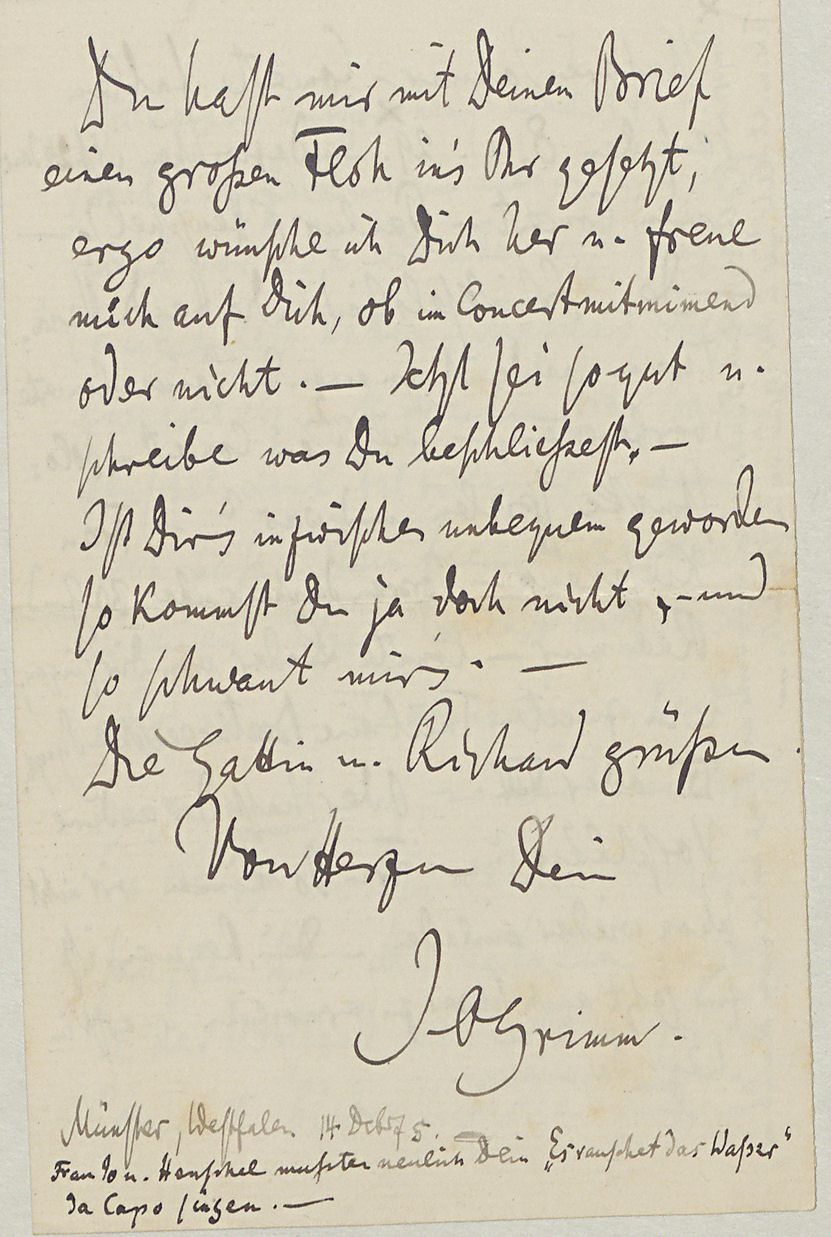 Du hast mir mit Deinem Brief
einen großen Floh in's Ohr gesetzt,
ergo wünsche ich Dich her u. freue
mich auf Dich, ob im Concert mitmimend
oder nicht. — Jetzt sei so gut u.
schreibe was Du beschließest. —
Ist Dir's inzwischen unbequem geworden
so kommst Du ja doch nicht, – und
so schwant mir's. —
Die Gattin u. Richard grüßen.
Von Herzen Dein
J O Grimm.
Münster, Westfalen 14 Dcbr 75.
Frau Jo u. Henschel mußten neulich Dein „Es rauschet das Waßer"
Da Capo singen. —